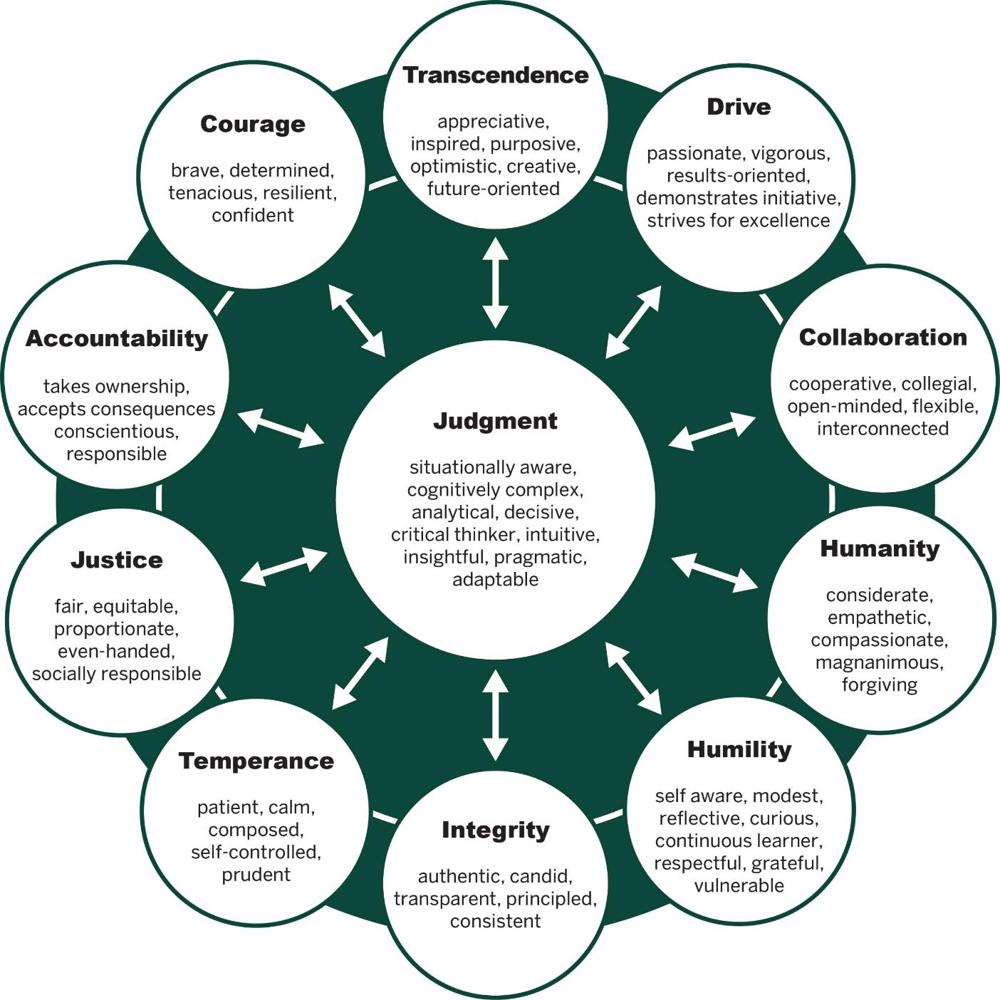 Transcendence
appreciative,
inspired, purposive,
optimistic, creative,
future-oriented
Drive
passionate, vigorous,
results-oriented,
demonstrates initiative,
strives for excellence
Collaboration
cooperative, collegial,
open-minded, flexible,
interconnected
Humanity
considerate,
empathetic,
compassionate,
magnanimous,
forgiving
Humility
self aware, modest,
reflective, curious,
continuous learner,
respectful, grateful,
vulnerable
Integrity
authentic, candid,
transparent, principled,
consistent
Temperance
patient, calm,
composed,
self-controlled,
prudent
Justice
fair, equitable,
proportionate,
even-handed,
socially responsible
Accountability
takes ownership,
accepts consequences
conscientious,
responsible
Courage
brave, determined,
tenacious, resilient,
confident
Judgment
situationally aware,
cognitively complex,
analytical, decisive,
critical thinker, intuitive,
insightful, pragmatic,
adaptable